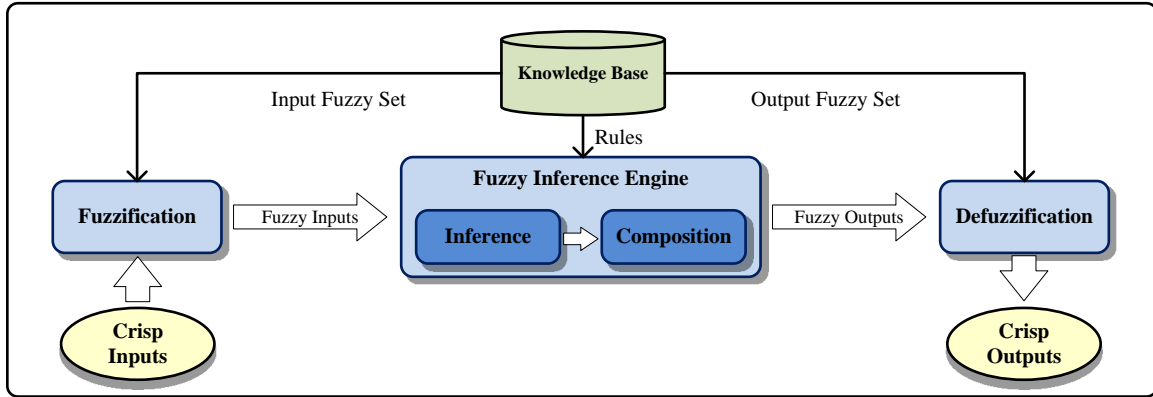 Knowledge Base
Input Fuzzy Set
Output Fuzzy Set
Rules
Fuzzy Inference Engine
Fuzzification
Fuzzy Inputs
Inference
Composition
Fuzzy Outputs
Defuzzification
Crisp
Inputs
Crisp
Outputs